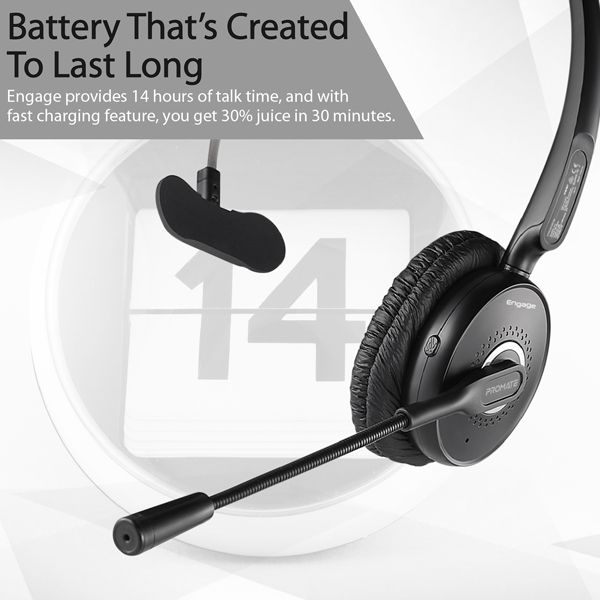 Battery That's Created
To Last Long
Engage provides 14 hours of talk time, and with
fast charging feature, you get 30% juice in 30 minutes.
14
Engage
PROMATE